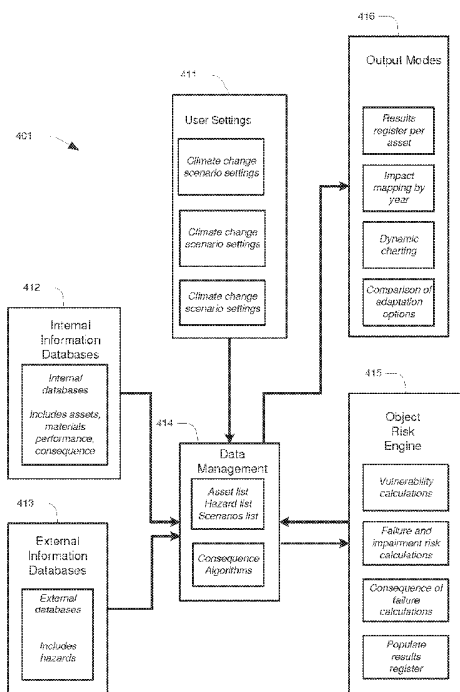 416
Output Modes
Results
register per
asset
Impact
mapping by
year
Dynamic
charting
Comparison of
adaptation
options
411
User Settings
Climate change
scenario settings
Climate change
scenario settings
Climate change
scenario settings
401
412
Internal
Information
Databases
Internal
databases
Includes assets,
materials
performance,
consequence
413
External
Information
Databases
External
databases
Includes
hazards
414
Data
Management
Asset list
Hazard list
Scenarios list
Consequence
Algorithms
415
Object
Risk
Engine
Vulnerability
calculations
Failure and
impairment risk
calculations
Consequence of
failure
calculations
Populate
results
register